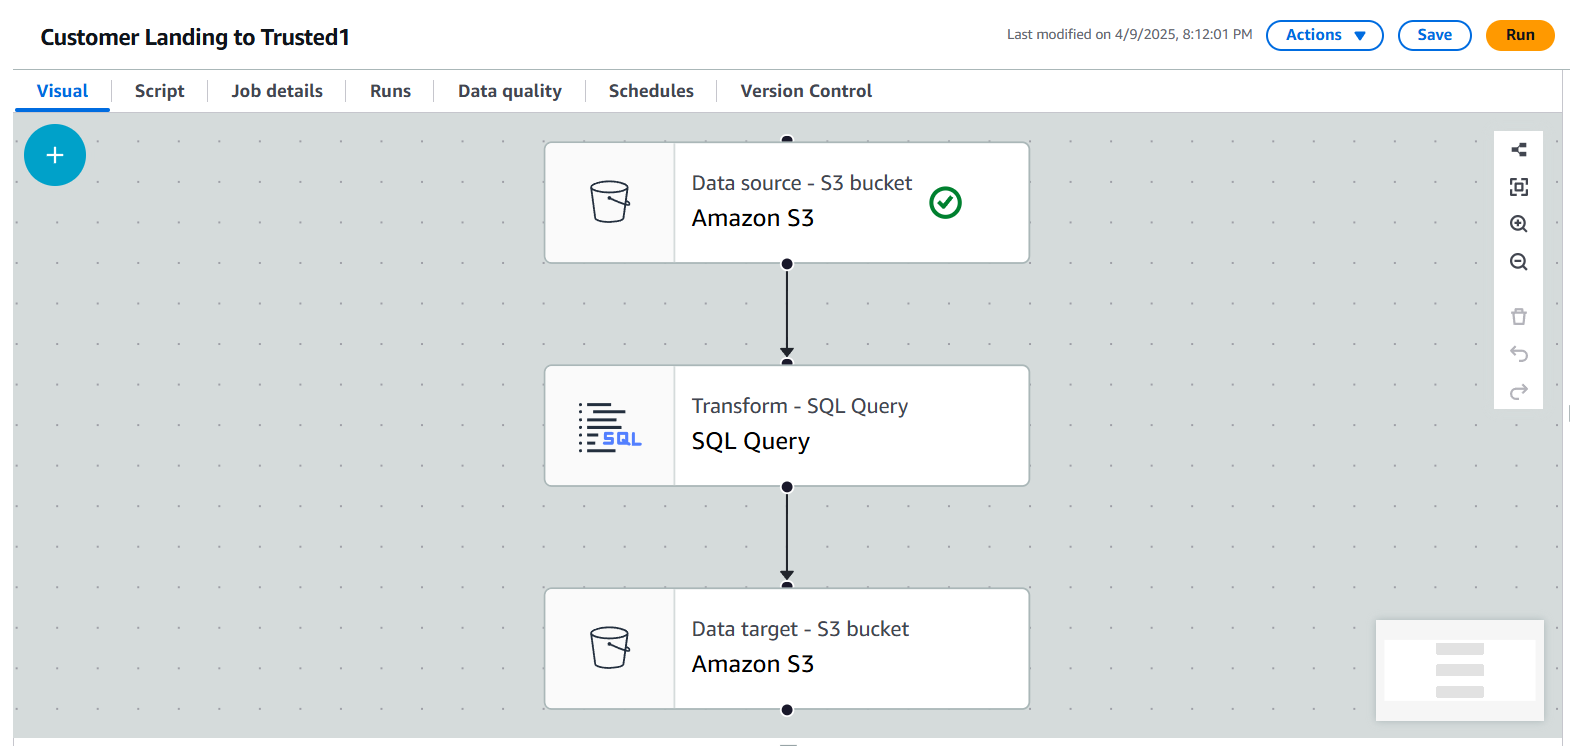 Customer Landing to Trusted1
Last modified on 4/9/2025, 8:12:01 PM
Actions
Save
Run
Visual
Script
Job details
Runs
Data quality
Schedules
Version Control
Data source - S3 bucket
Amazon S3
Transform - SQL Query
SQL Query
SQL
Data target - S3 bucket
Amazon S3